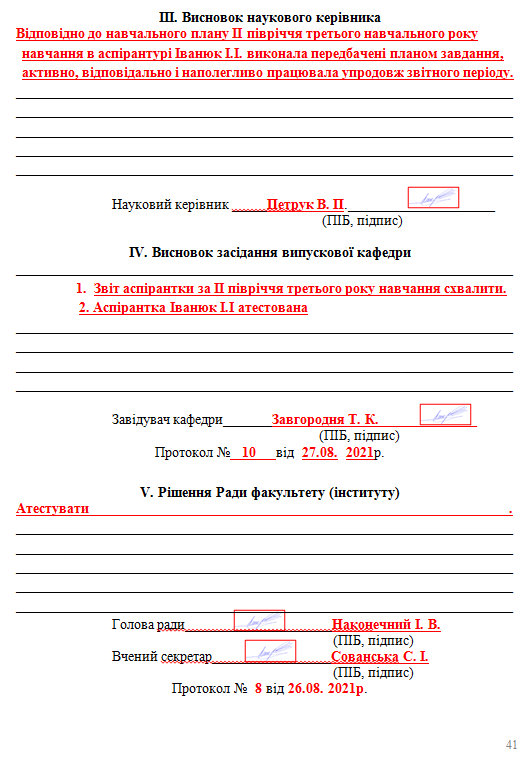 ІІІ. Висновок наукового керівника
Відповідно до навчального плану ІІ півріччя третього навчального року
навчання в аспірантурі Іванюк І.І. виконала передбачені планом завдання,
активно, відповідально і наполегливо працювала упродовж звітного періоду.
Науковий керівник Петрук В. П.
(ПІБ, підпис)
ІV. Висновок засідання випускової кафедри
1. Звіт аспірантки за ІІ півріччя третього року навчання схвалити.
2. Аспірантка Іванюк І.І атестована
Завідувач кафедри Завгородня Т. К.
(ПІБ, підпис)
Протокол № 10 від 27.08. 2021р.
V. Рішення Ради факультету (інституту)
Атестувати .
Голова ради Наконечний І. В.
(ПІБ, підпис)
Вчений секретар Сованська С. І.
(ПІБ, підпис)
Протокол № 8 від 26.08. 2021р.
41